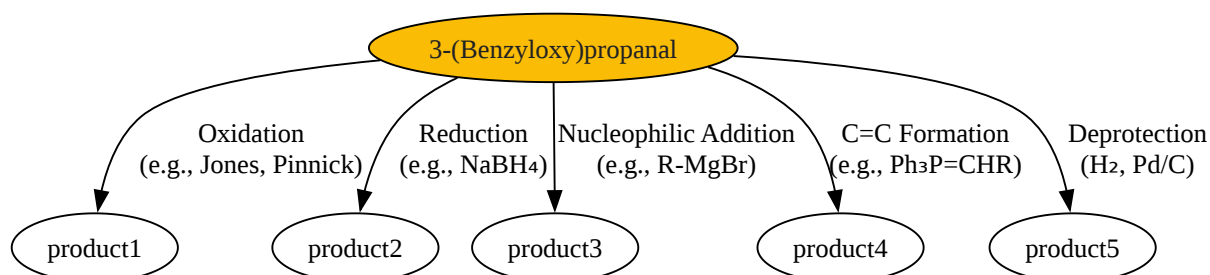 3-(Benzyloxy)propanal
Oxidation
(e.g., Jones, Pinnick)
Reduction
(e.g., NaBH₄)
Nucleophilic Addition
(e.g., R-MgBr)
C=C Formation
(e.g., Ph₃P=CHR)
Deprotection
(H₂, Pd/C)
product1
product2
product3
product4
product5